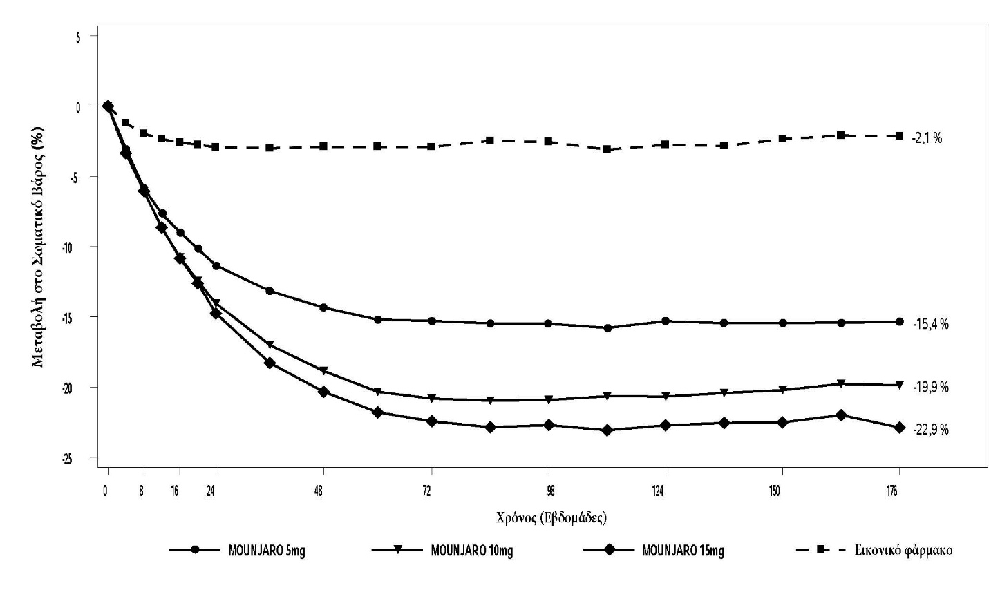 5
0
-5
-10
-15
-20
-25
Μεταβολή στο Σωματικό Βάρος (%)
-2,1 %
-15,4 %
-19,9 %
-22,9 %
0 8 16 24 48 72 98 124 150 176
Χρόνος (Εβδομάδες)
MOUNJARO 5mg MOUNJARO 10mg MOUNJARO 15mg Εικονικό φάρμακο